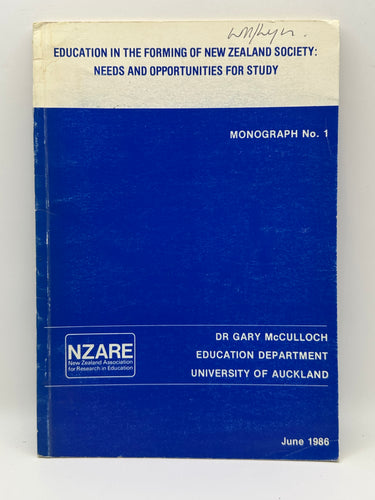 EDUCATION IN THE FORMING OF NEW ZEALAND SOCIETY:
NEEDS AND OPPORTUNITIES FOR STUDY
MONOGRAPH No. 1
DR GARY McCULLOCH
EDUCATION DEPARTMENT
UNIVERSITY OF AUCKLAND
NZARE
New Zealand Association
for Research in Education
June 1986